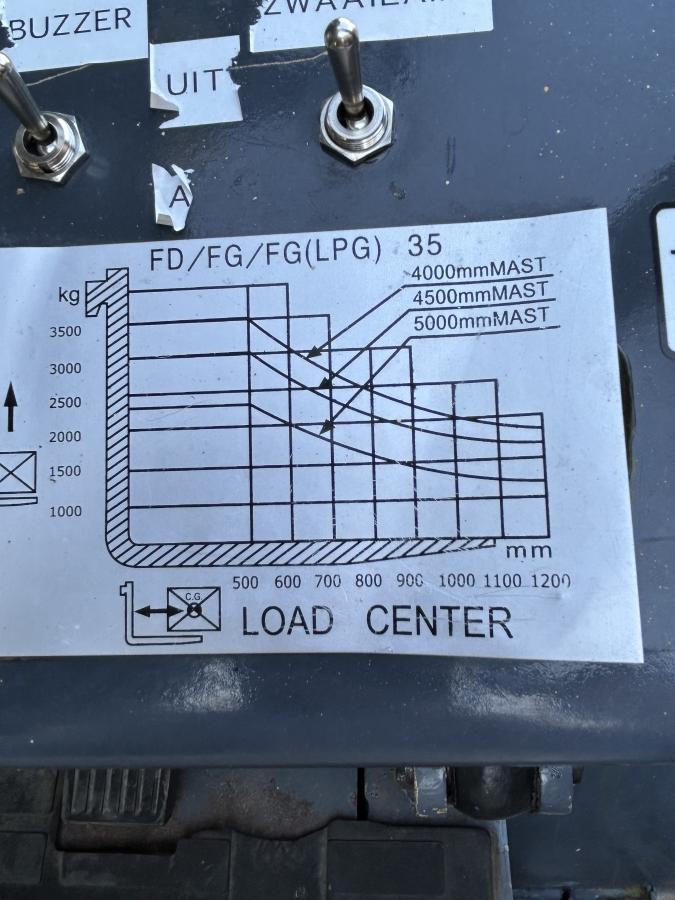 BUZZER
UIT
A
FD/FG/FG(LPG) 35
4000mmMAST
4500mmMAST
5000mmMAST
kg
3500
3000
2500
2000
1500
1000
mm
500 600 700 800 900 1000 1100 1200
C.G.
LOAD CENTER